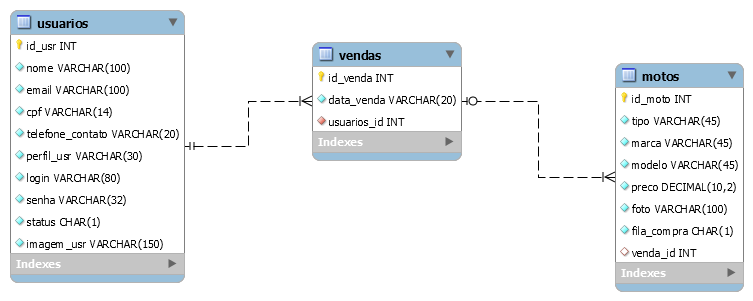 usuarios
id_usr INT
nome VARCHAR(100)
email VARCHAR(100)
cpf VARCHAR(14)
telefone_contato VARCHAR(20)
perfil_usr VARCHAR(30)
login VARCHAR(80)
senha VARCHAR(32)
status CHAR(1)
imagem_usr VARCHAR(150)
Indexes
vendas
id_venda INT
data_venda VARCHAR(20)
usuarios_id INT
Indexes
motos
id_moto INT
tipo VARCHAR(45)
marca VARCHAR(45)
modelo VARCHAR(45)
preco DECIMAL(10,2)
foto VARCHAR(100)
fila_compra CHAR(1)
venda_id INT
Indexes